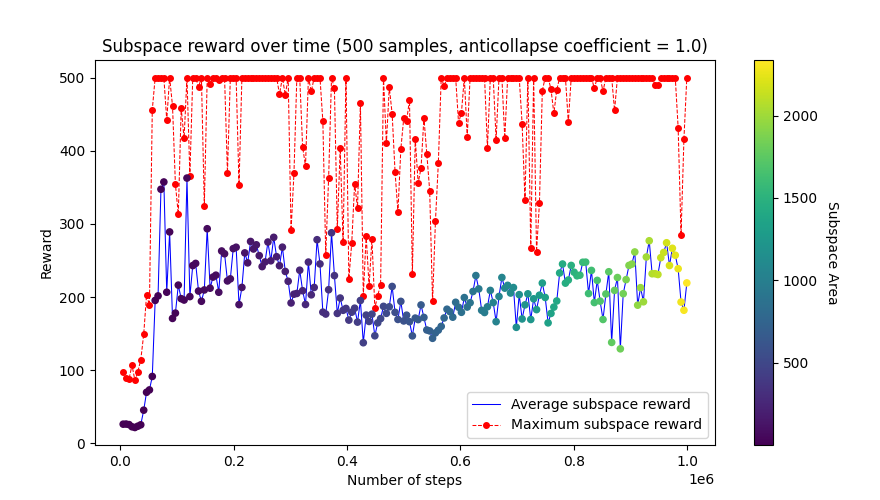 Subspace reward over time (500 samples, anticollapse coefficient = 1.0)
500
400
300
200
100
0
Reward
0.0
0.2
0.4
0.6
0.8
1.0
1e6
Number of steps
Average subspace reward
Maximum subspace reward
2000
1500
1000
500
Subspace Area